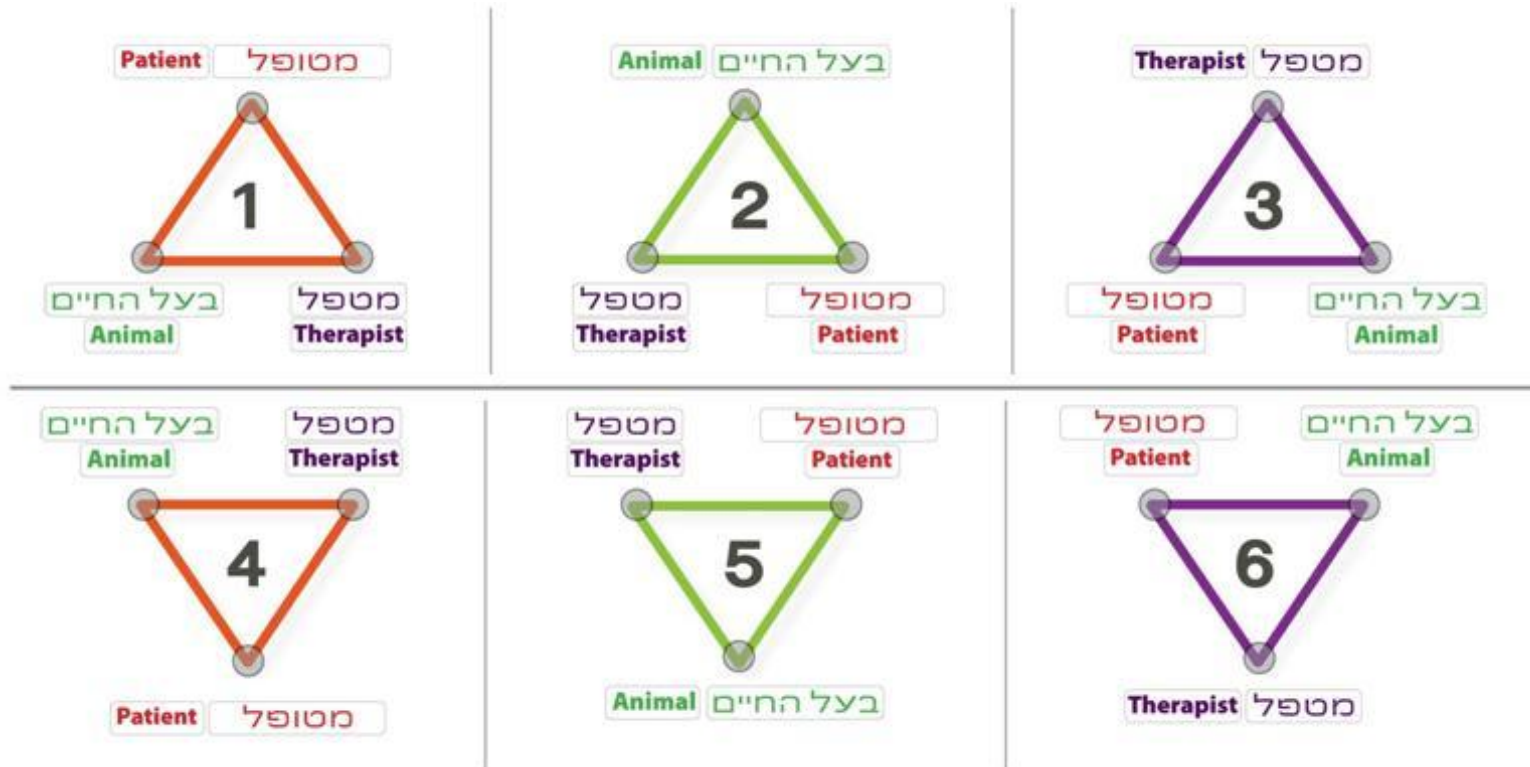 Patient מטופל
1
בעל החיים מטפל
Animal Therapist
Animal בעל החיים
2
מטפל מטופל
Therapist Patient
Therapist מטפל
3
מטופל בעל החיים
Patient Animal
בעל החיים מטפל
Animal Therapist
4
Patient מטופל
מטפל מטופל
Therapist Patient
5
Animal בעל החיים
מטופל בעל החיים
Patient Animal
6
Therapist מטפל